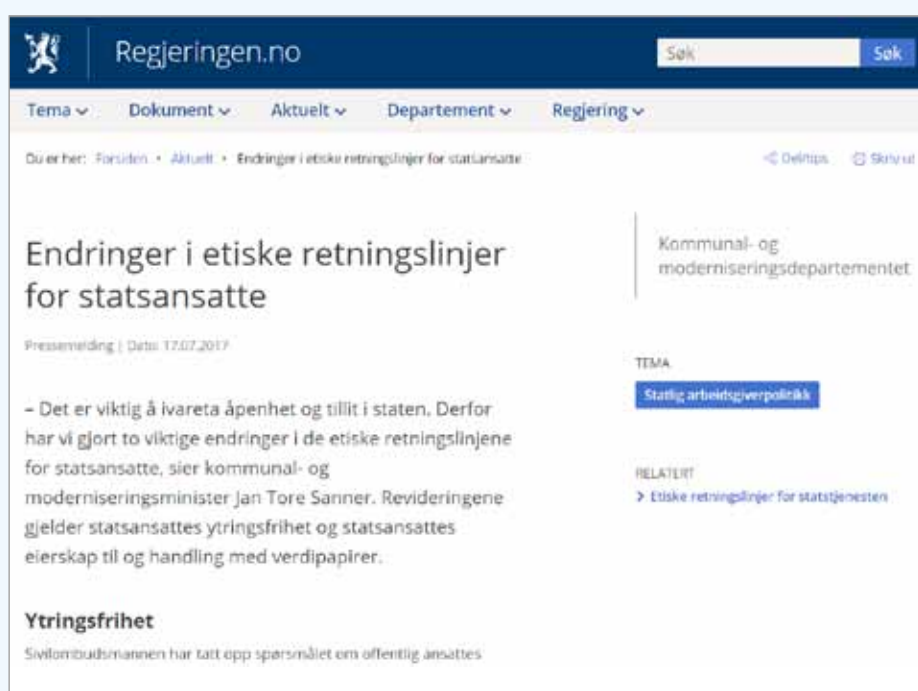 Regjeringen.no
Søk
Søk
Tema
Dokument
Aktuelt
Departement
Regjering
Du er her: Forsiden • Aktuelt • Endringer i etiske retningslinjer for statsansatte
Del/tips
Skriv ut
Endringer i etiske retningslinjer
for statsansatte
Pressemelding | Dato: 17.07.2017
– Det er viktig å ivareta åpenhet og tillit i staten. Derfor
har vi gjort to viktige endringer i de etiske retningslinjene
for statsansatte, sier kommunal- og
moderniseringsminister Jan Tore Sanner. Revideringene
gjelder statsansattes ytringsfrihet og statsansattes
eierskap til og handling med verdipapirer.
Ytringsfrihet
Sivilombudsmannen har tatt opp spørsmålet om offentlig ansattes
Kommunal- og
moderniseringsdepartementet
TEMA
Statlig arbeidsgiverpolitikk
RELATERT
Etiske retningslinjer for statstjenesten